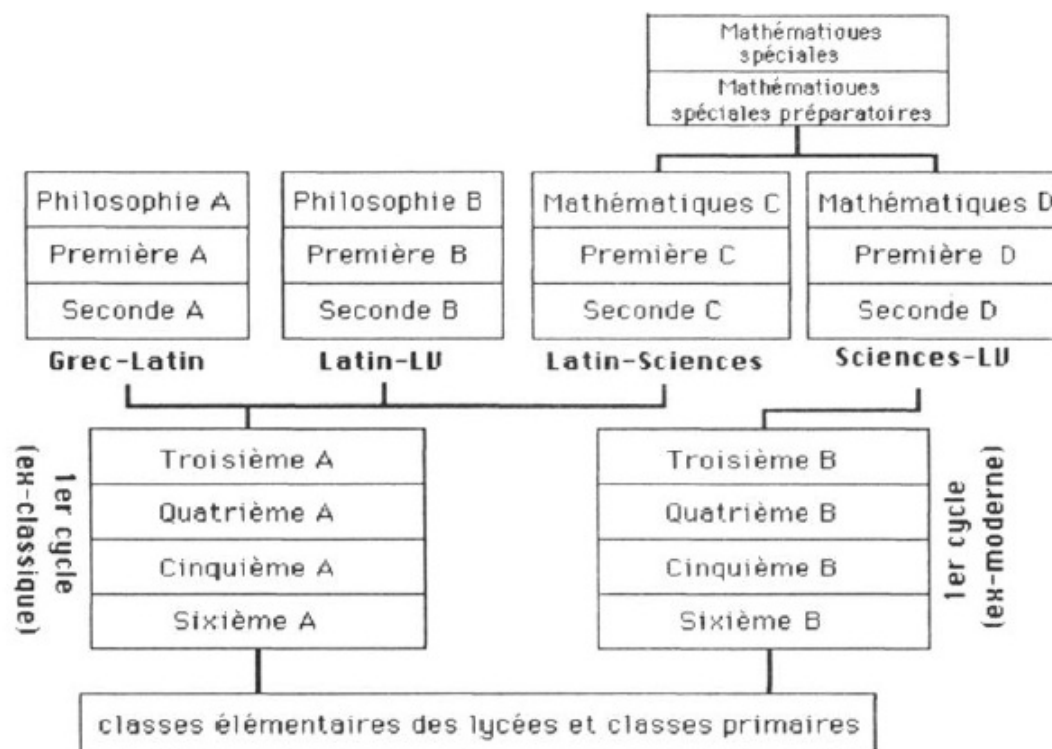 Mathématiques
spéciales
Mathématiques
spéciales préparatoires
Philosophie A
Première A
Seconde A
Grec-Latin
Philosophie B
Première B
Seconde B
Latin-LV
Mathématiques C
Première C
Seconde C
Latin-Sciences
Mathématiques D
Première D
Seconde D
Sciences-LV
1er cycle
(ex-classique)
Troisième A
Quatrième A
Cinquième A
Sixième A
Troisième B
Quatrième B
Cinquième B
Sixième B
1er cycle
(ex-moderne)
classes élémentaires des lycées et classes primaires